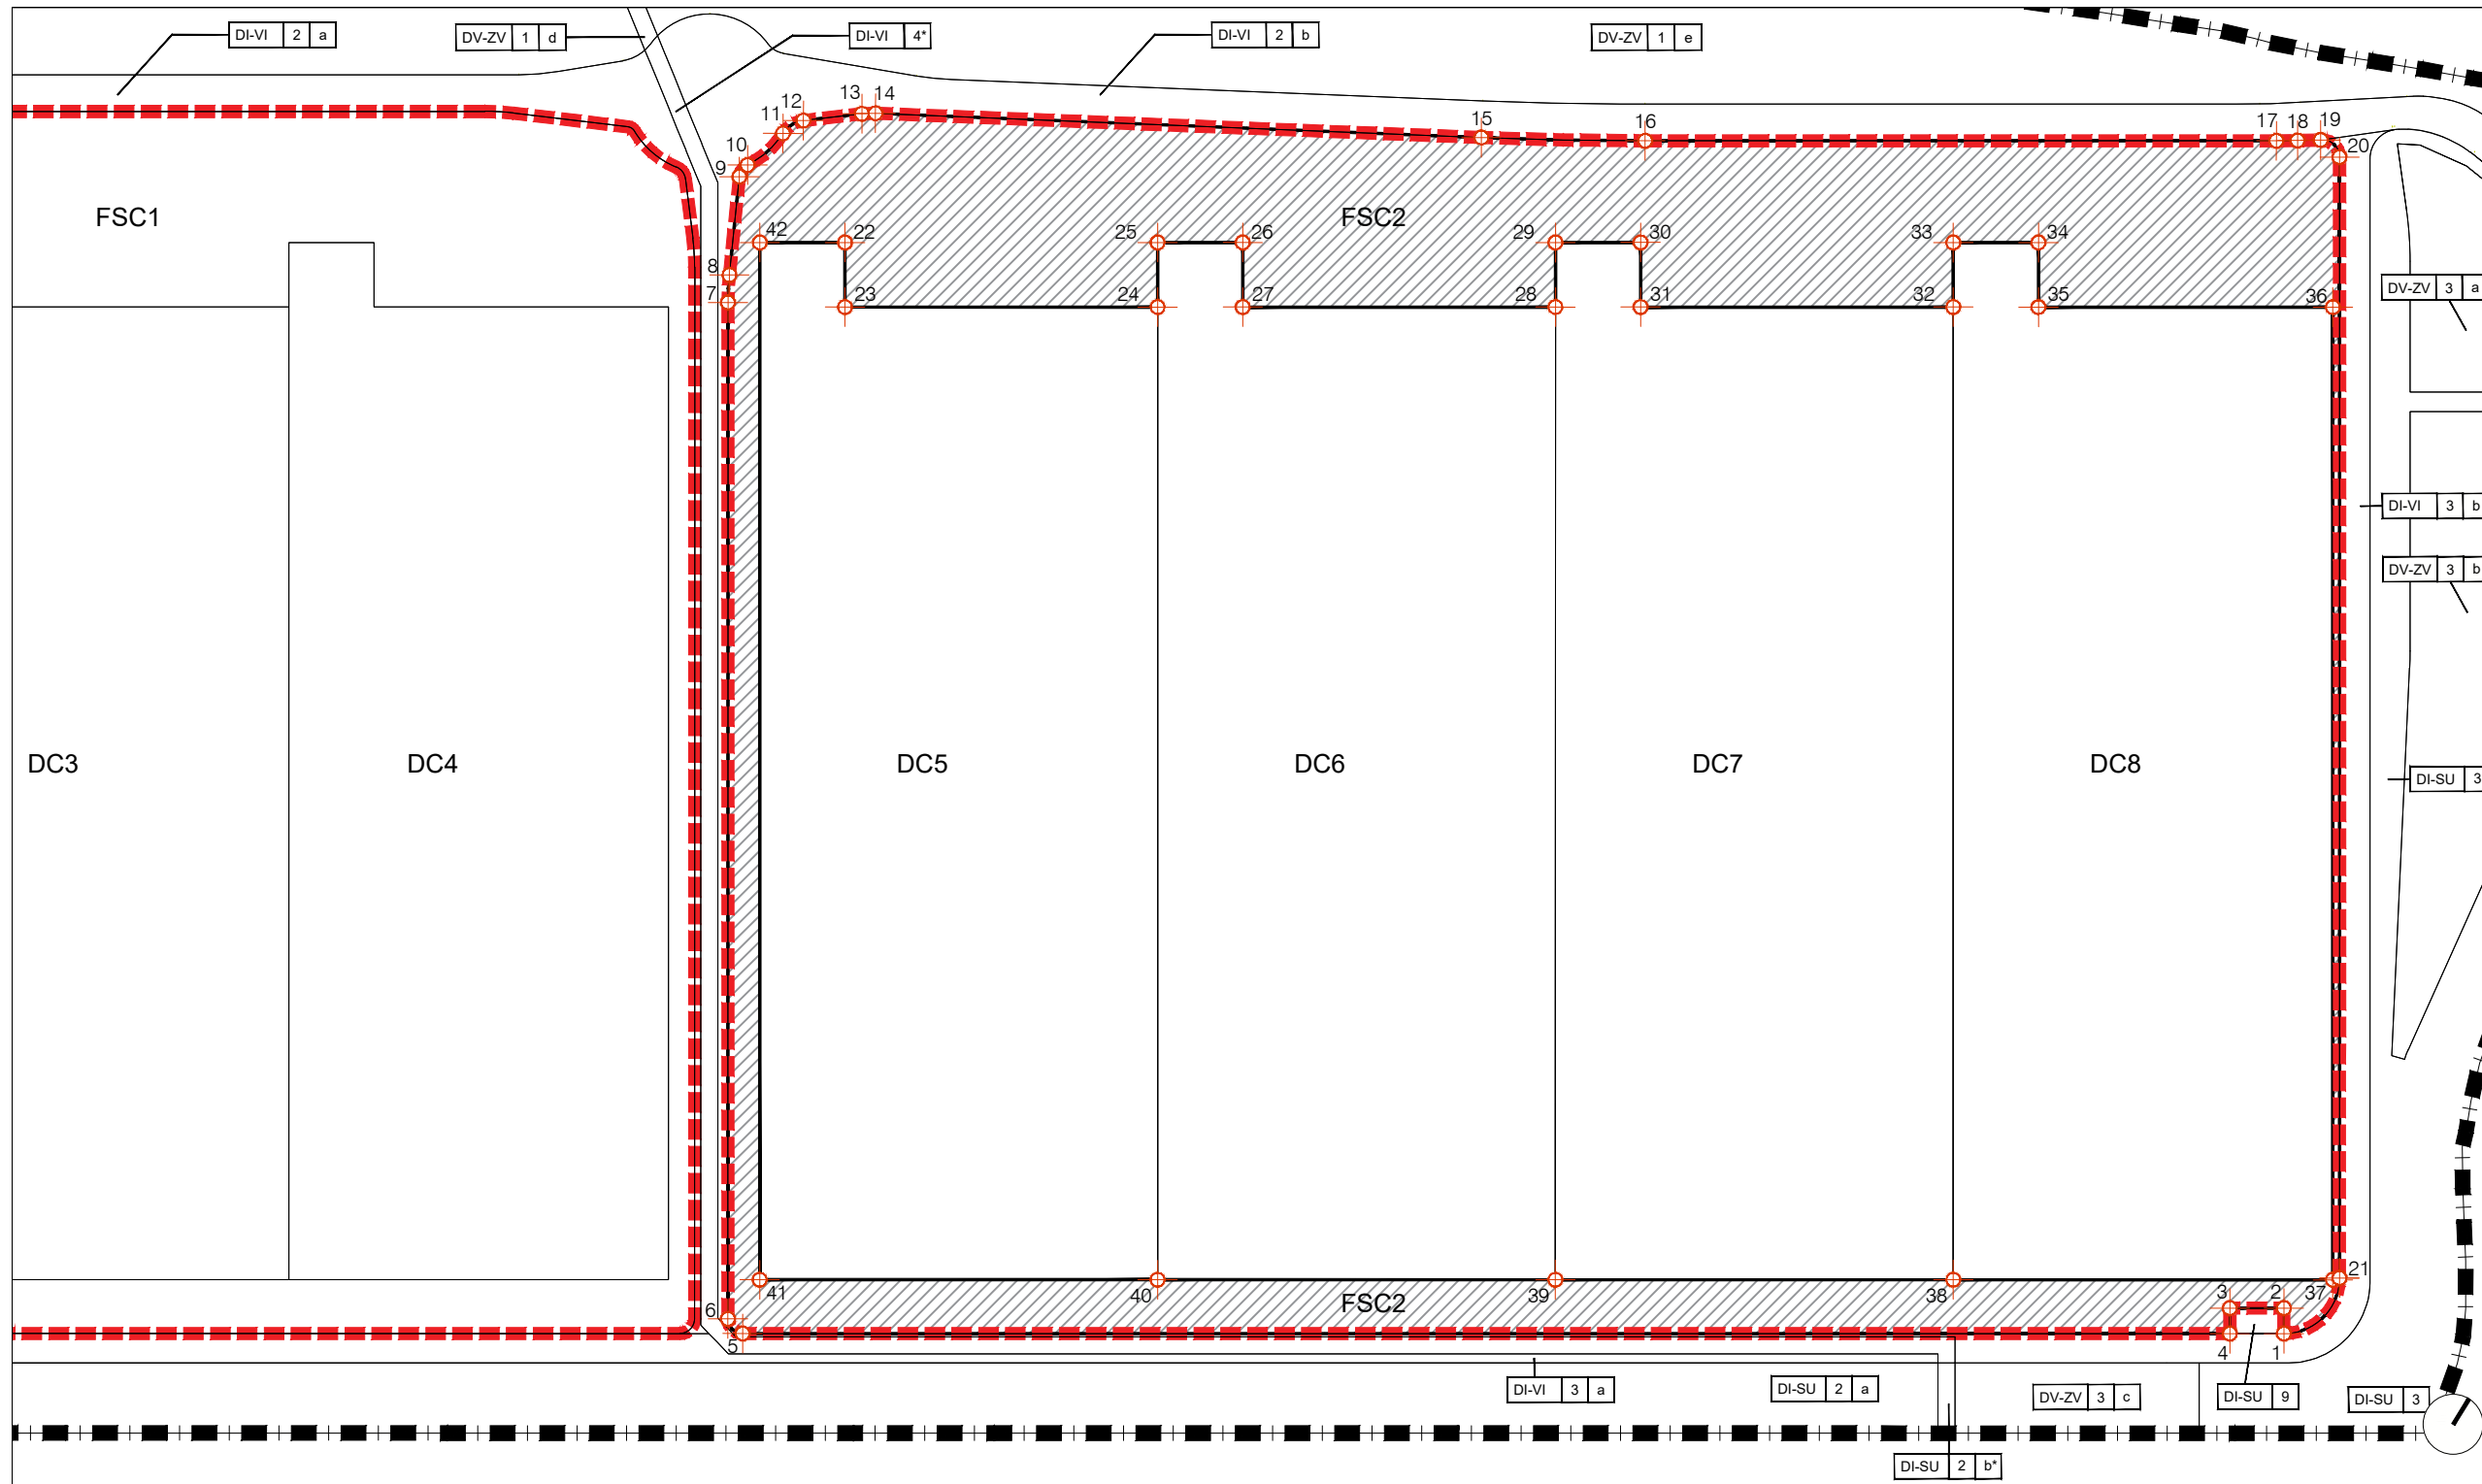 DI-VI 2 a
DV-ZV 1 d
DI-VI 4*
DI-VI 2 b
DV-ZV 1 e
11 12 13 14 15 16 17 18 19
10 20
9
FSC1 FSC2
42 22 25 26 29 30 33 34
8
7 23 24 27 28 31 32 35 36
DV-ZV 3 a
DI-VI 3 b
DV-ZV 3 b
DC3 DC4 DC5 DC6 DC7 DC8
DI-SU 3
21
41 40 39 38 3 2 37
6 FSC2
5 4 1
DI-VI 3 a
DI-SU 2 a
DV-ZV 3 c
DI-SU 9
DI-SU 3
DI-SU 2 b*